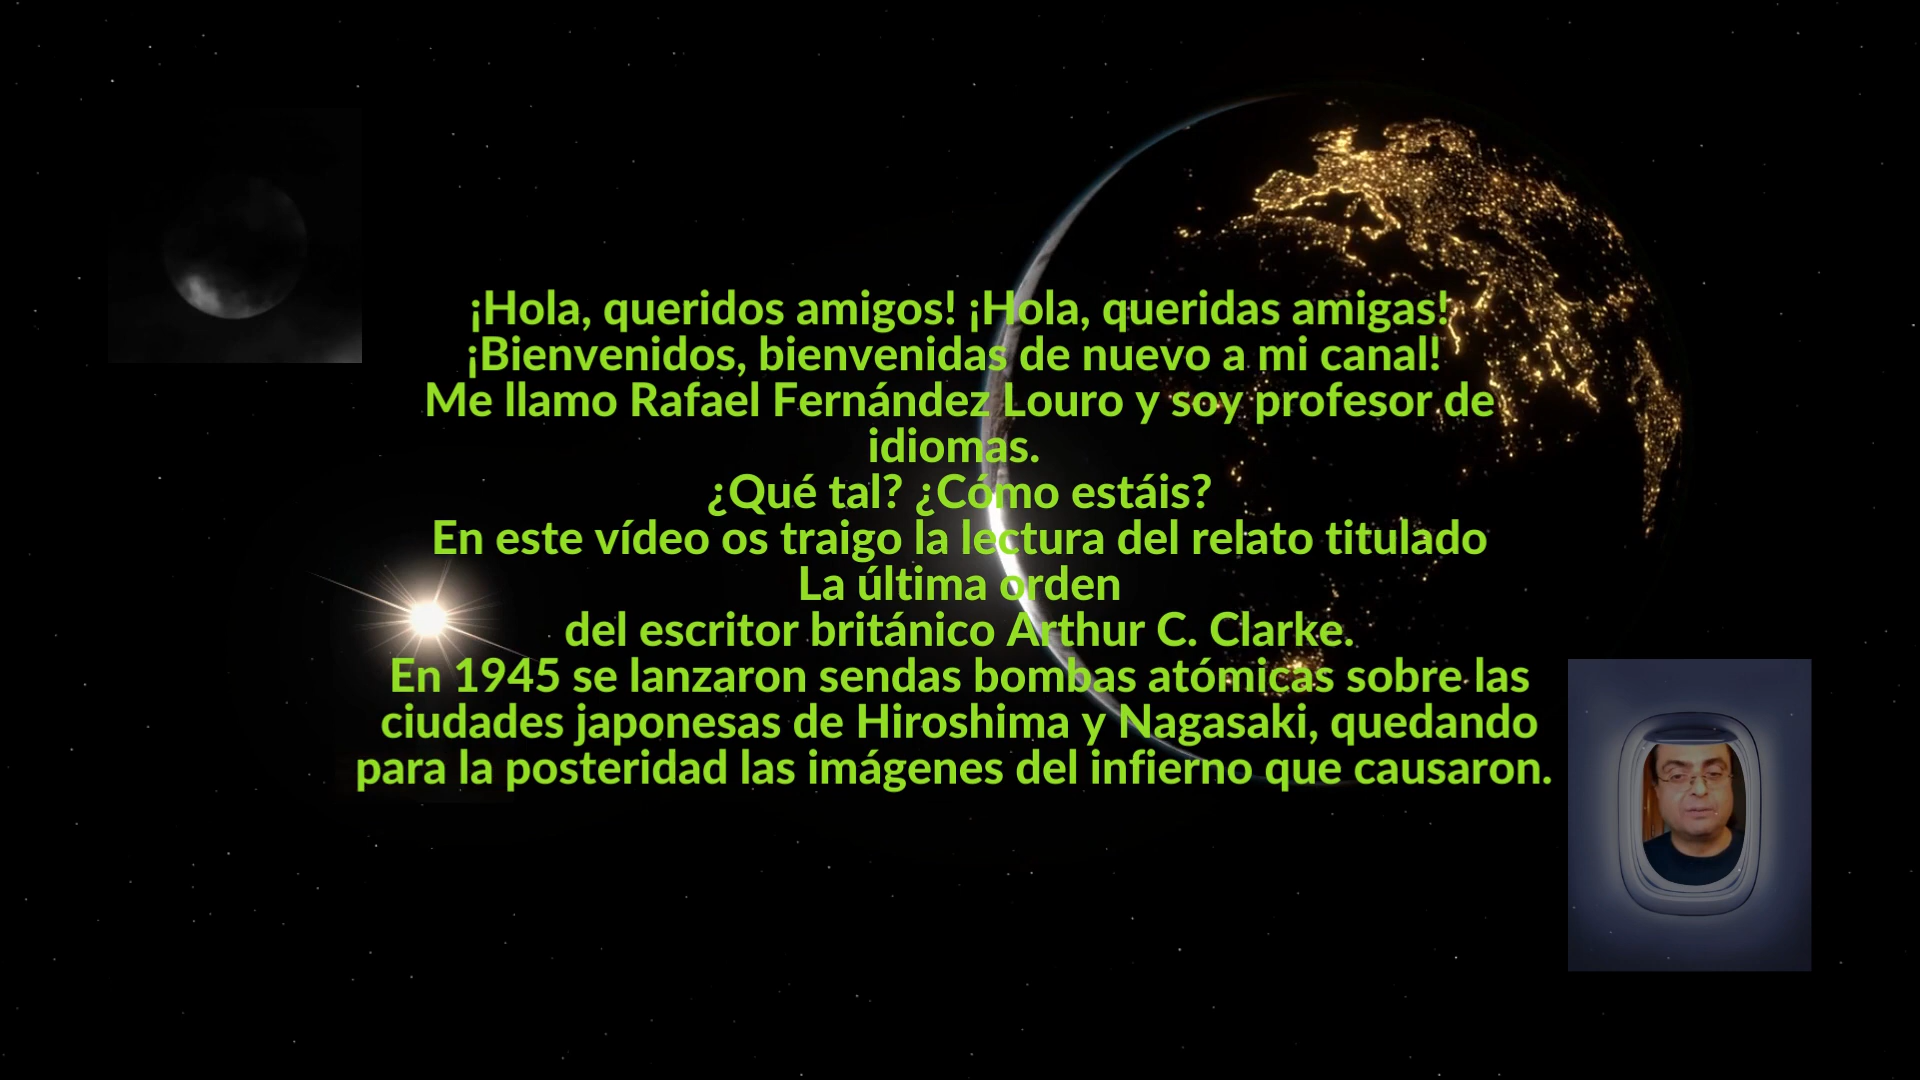 ¡Hola, queridos amigos! ¡Hola, queridas amigas!
¡Bienvenidos, bienvenidas de nuevo a mi canal!
Me llamo Rafael Fernández Louro y soy profesor de
idiomas.
¿Qué tal? ¿Cómo estáis?
En este vídeo os traigo la lectura del relato titulado
La última orden
del escritor británico Arthur C. Clarke.
En 1945 se lanzaron sendas bombas atómicas sobre las
ciudades japonesas de Hiroshima y Nagasaki, quedando
para la posteridad las imágenes del infierno que causaron.